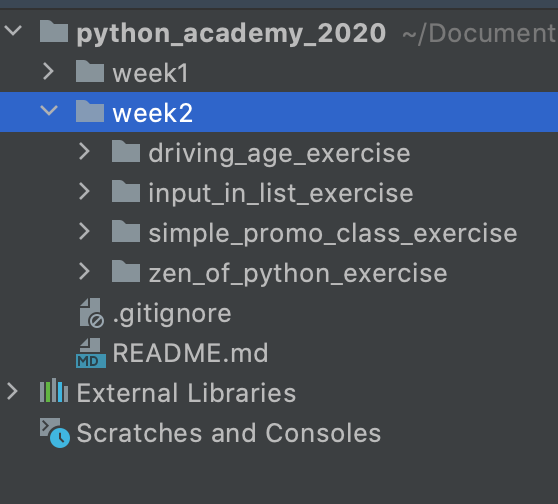 python_academy_2020 ~/Document
week1
week2
driving_age_exercise
input_in_list_exercise
simple_promo_class_exercise
zen_of_python_exercise
.gitignore
MD README.md
External Libraries
Scratches and Consoles